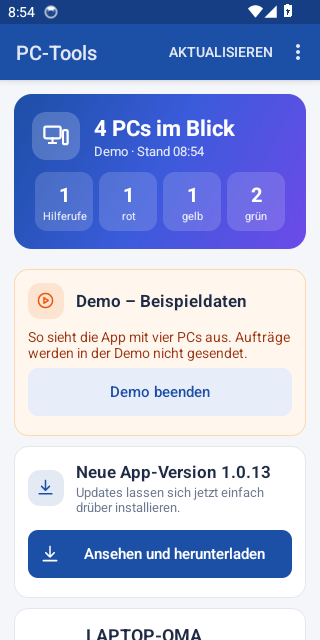 8:54
PC-Tools
AKTUALISIEREN
4 PCs im Blick
Demo · Stand 08:54
1
Hilferufe
1
rot
1
gelb
2
grün
Demo – Beispieldaten
So sieht die App mit vier PCs aus. Aufträge
werden in der Demo nicht gesendet.
Demo beenden
Neue App-Version 1.0.13
Updates lassen sich jetzt einfach
drüber installieren.
Ansehen und herunterladen
LAPTOP-OMA